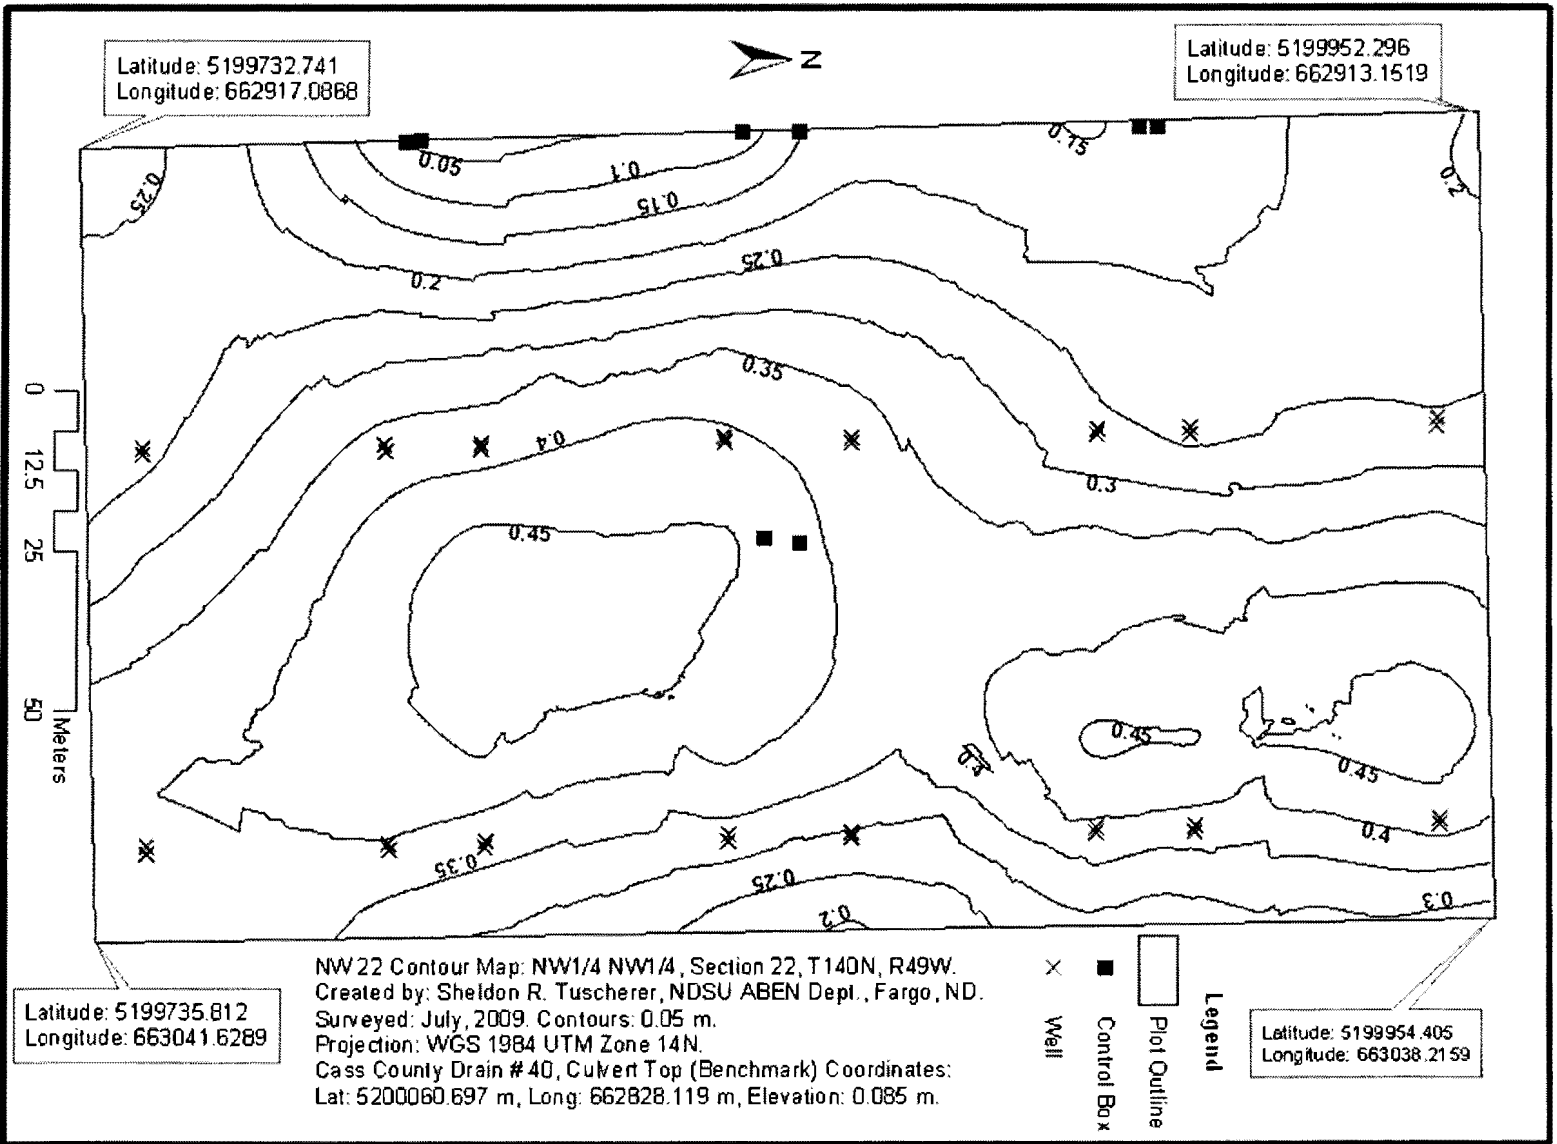 Latitude: 5199732.741
Longitude: 662917.0868
N
Latitude: 5199952.296
Longitude: 662913.1519
0.25
0.05
0.1
0.15
0.15
0.2
0.2
0.25
0.35
0.4
0.3
0.45
0.45
0.45
0.4
0.4
0.35
0.25
0.2
0.3
0
12.5
25
50
Meters
Latitude: 5199735.812
Longitude: 663041.6289
NW 22 Contour Map: NW1/4 NW1/4, Section 22, T140N, R49W.
Created by: Sheldon R. Tuscherer, NDSU ABEN Dept., Fargo, ND.
Surveyed: July, 2009. Contours: 0.05 m.
Projection: WGS 1984 UTM Zone 14N.
Cass County Drain #40, Culvert Top (Benchmark) Coordinates:
Lat: 5200060.697 m, Long: 662828.119 m, Elevation: 0.085 m.
Legend
Plot Outline
Control Box
Well
Latitude: 5199954.405
Longitude: 663038.2159